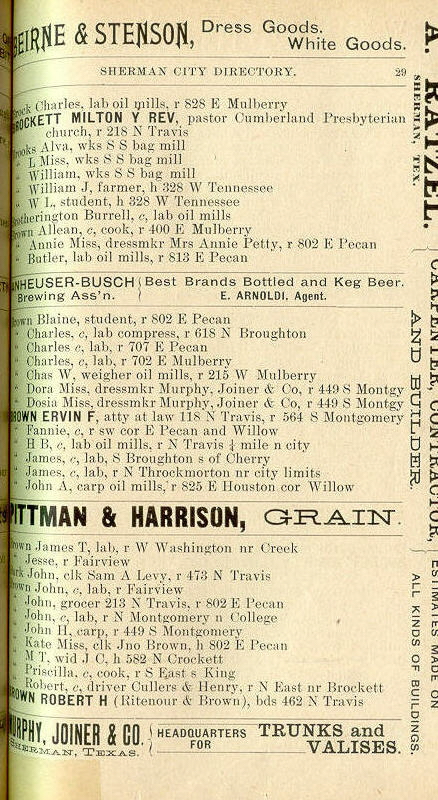 BEIRNE & STENSON, Dress Goods. White Goods.
SHERMAN CITY DIRECTORY. 29
Charles, lab oil mills, r 828 E Mulberry
BROCKETT MILTON Y REV, pastor Cumberland Presbyterian
church, r 218 N Travis
Brooks Alva, wks S S bag mill
" L Miss, wks S S bag mill
" William, wks S S bag mill
" William J, farmer, h 328 W Tennessee
" W L, student, h 328 W Tennessee
Brotherington Burrell, c, lab oil mills
Brown Allean, c, cook, r 400 E Mulberry
" Annie Miss, dressmkr Mrs Annie Petty, r 802 E Pecan
" Butler, lab oil mills, r 813 E Pecan
ANHEUSER-BUSCH Brewing Ass'n. Best Brands Bottled and Keg Beer.
E. ARNOLDI, Agent.
Brown Blaine, student, r 802 E Pecan
" Charles, c, lab compress, r 618 N Broughton
" Charles c, lab, r 707 E Pecan
" Charles, c, lab, r 702 E Mulberry
" Chas W, weigher oil mills, r 215 W Mulberry
" Dora Miss, dressmkr Murphy, Joiner & Co, r 449 S Montgy
" Dosia Miss, dressmkr Murphy, Joiner & Co, r 449 S Montgy
BROWN ERVIN F, atty at law 118 N Travis, r 564 S Montgomery
" Fannie, c, r sw cor E Pecan and Willow
" H B, c, lab oil mills, r N Travis ¼ mile n city
" James, c, lab, S Broughton s of Cherry
" James, c, lab, r N Throckmorton nr city limits
" John A, carp oil mills, r 825 E Houston cor Willow
PITTMAN & HARRISON, GRAIN.
Brown James T, lab, r W Washington nr Creek
" Jesse, r Fairview
John, clk Sam A Levy, r 473 N Travis
Brown John, c, lab, r Fairview
" John, grocer 213 N Travis, r 802 E Pecan
" John, c, lab, r N Montgomery n College
" John H, carp, r 449 S Montgomery
" Kate Miss, clk Jno Brown, h 802 E Pecan
" M T, wid J C, h 582 N Crockett
" Priscilla, c, cook, r S East s King
" Robert, c, driver Cullers & Henry, r N East nr Brockett
BROWN ROBERT H (Ritenour & Brown), bds 462 N Travis
MURPHY, JOINER & CO. HEADQUARTERS FOR TRUNKS and
SHERMAN, TEXAS. VALISES.
A. RATZEL,
SHERMAN, TEX.
CARPENTER, CONTRACTOR,
AND BUILDER.
ESTIMATES MADE ON
ALL KINDS OF BUILDINGS.